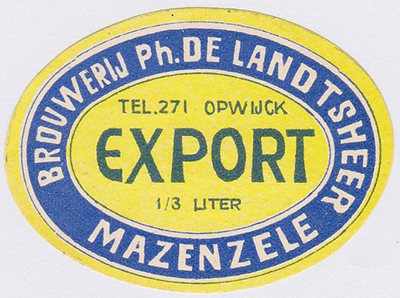 BROUWERIJ Ph. DE LANDTSHEER
TEL. 271 OPWIJCK
EXPORT
1/3 LITER
MAZENZELE